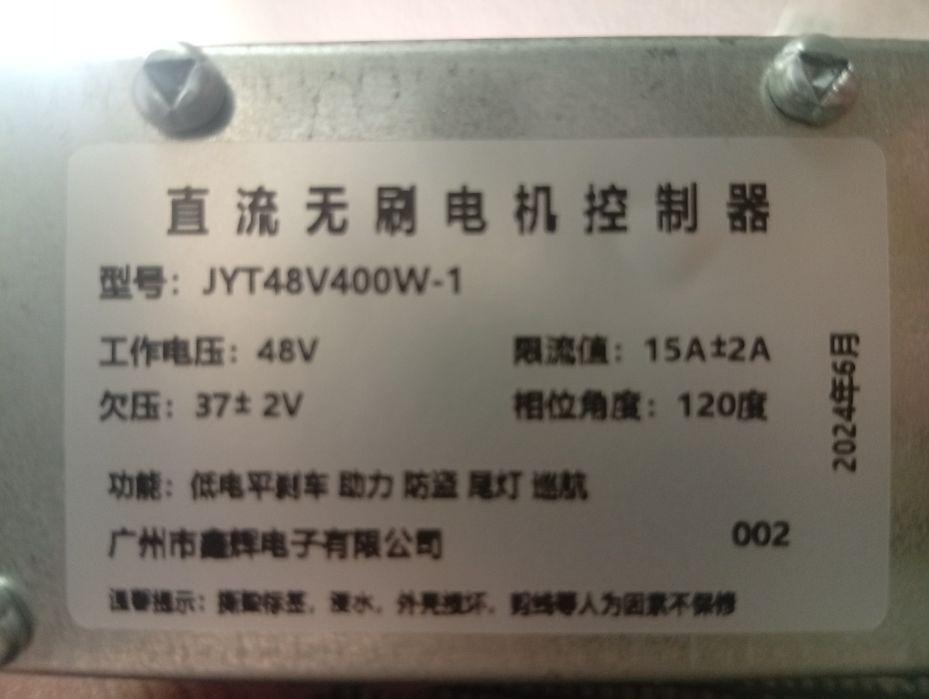 直流无刷电机控制器
型号：JYT48V400W-1
工作电压：48V 限流值：15A±2A
欠压：37± 2V 相位角度：120度
2024年6月
功能：低电平刹车 助力 防盗 尾灯 巡航
广州市鑫辉电子有限公司 002
温馨提示：撕毁标签，浸水，外壳损坏，剪线等人为因素不保修